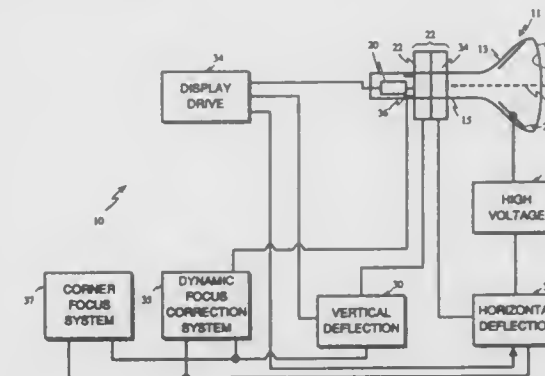 11
22
34
20
22 34
13
DISPLAY
DRIVE
36
15
HIGH
VOLTAGE
10
37
CORNER
FOCUS
SYSTEM
35
DYNAMIC
FOCUS
CORRECTION
SYSTEM
30
VERTICAL
DEFLECTION
HORIZONTA
DEFLECTION